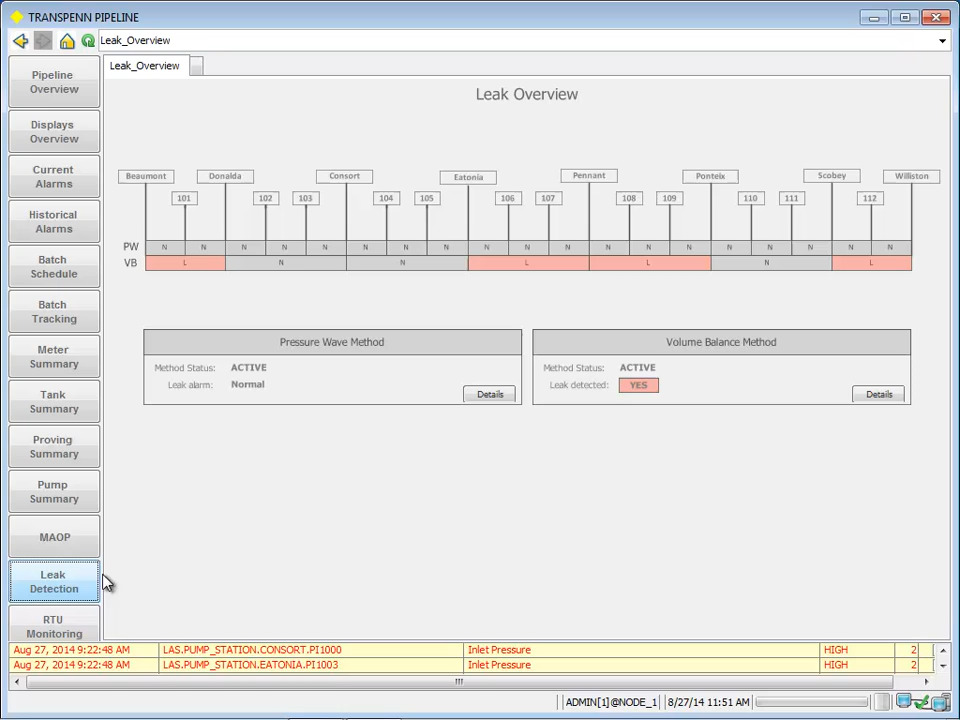 TRANSPENN PIPELINE
Leak_Overview
Leak_Overview
Pipeline
Overview
Displays
Overview
Current
Alarms
Historical
Alarms
Batch
Schedule
Batch
Tracking
Meter
Summary
Tank
Summary
Proving
Summary
Pump
Summary
MAOP
Leak
Detection
RTU
Monitoring
Leak Overview
Beaumont Donalda Consort Eatonia Pennant Ponteix Scobey Williston
101 102 103 104 105 106 107 108 109 110 111 112
PW N N N N N N N N N N N N N N N N N N N
VB L N N L L N L
Pressure Wave Method
Method Status: ACTIVE
Leak alarm: Normal
Details
Volume Balance Method
Method Status: ACTIVE
Leak detected: YES
Details
Aug 27, 2014 9:22:48 AM LAS.PUMP_STATION.CONSORT.PI1000 Inlet Pressure HIGH 2
Aug 27, 2014 9:22:48 AM LAS.PUMP_STATION.EATONIA.PI1003 Inlet Pressure HIGH 2
ADMIN[1]@NODE_1 8/27/14 11:51 AM